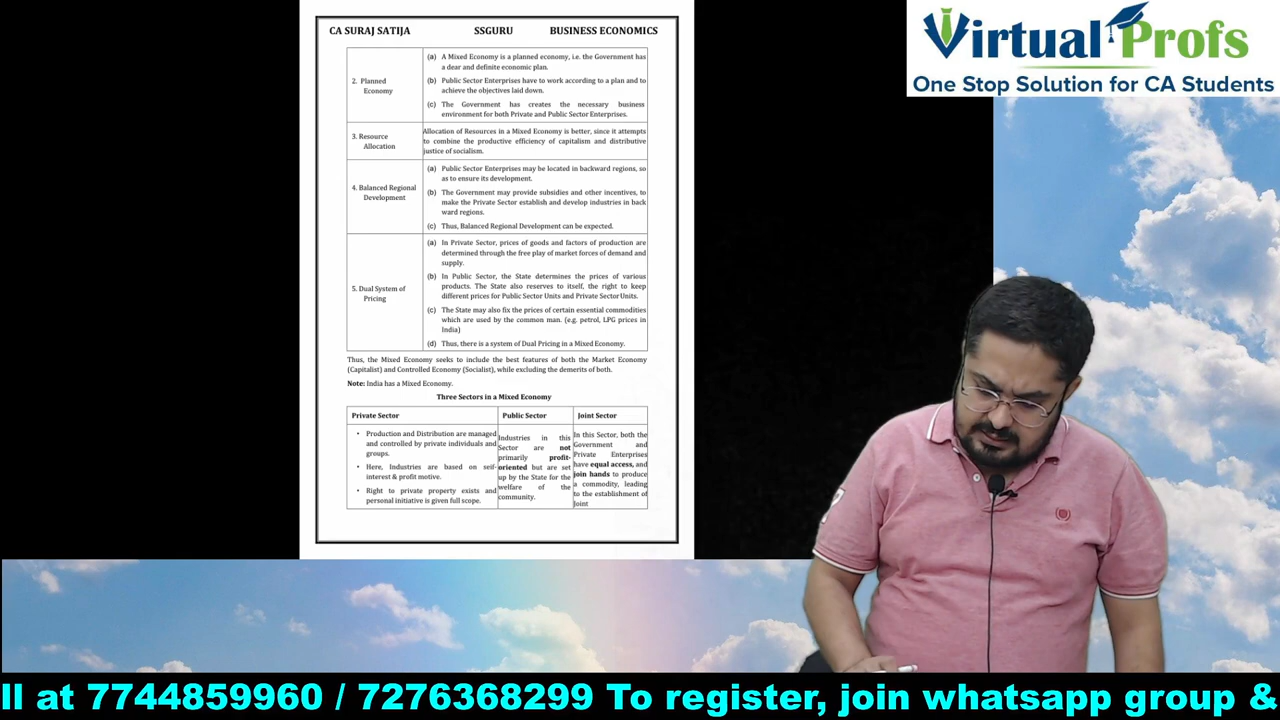 CA SURAJ SATIJA SSGURU BUSINESS ECONOMICS
2. Planned
Economy
(a) A Mixed Economy is a planned economy, i.e. the Government has
a dear and definite economic plan.
(b) Public Sector Enterprises have to work according to a plan and to
achieve the objectives laid down.
(c) The Government has creates the necessary business
environment for both Private and Public Sector Enterprises.
3. Resource
Allocation
Allocation of Resources in a Mixed Economy is better, since it attempts
to combine the productive efficiency of capitalism and distributive
justice of socialism.
4. Balanced Regional
Development
(a) Public Sector Enterprises may be located in backward regions, so
as to ensure its development.
(b) The Government may provide subsidies and other incentives, to
make the Private Sector establish and develop industries in back
ward regions.
(c) Thus, Balanced Regional Development can be expected.
5. Dual System of
Pricing
(a) In Private Sector, prices of goods and factors of production are
determined through the free play of market forces of demand and
supply.
(b) In Public Sector, the State determines the prices of various
products. The State also reserves to itself, the right to keep
different prices for Public Sector Units and Private Sector Units.
(c) The State may also fix the prices of certain essential commodities
which are used by the common man. (e.g. petrol, LPG prices in
India)
(d) Thus, there is a system of Dual Pricing in a Mixed Economy.
Thus, the Mixed Economy seeks to include the best features of both the Market Economy
(Capitalist) and Controlled Economy (Socialist), while excluding the demerits of both.
Note: India has a Mixed Economy.
Three Sectors in a Mixed Economy
Private Sector
• Production and Distribution are managed
and controlled by private individuals and
groups.
• Here, Industries are based on self-
interest & profit motive.
• Right to private property exists and
personal initiative is given full scope.
Public Sector
Industries in this
Sector are not
primarily profit-
oriented but are set
up by the State for the
welfare of the
community.
Joint Sector
In this Sector, both the
Government and
Private Enterprises
have equal access, and
join hands to produce
a commodity, leading
to the establishment of
Joint
Virtual Profs
One Stop Solution for CA Students
ll at 7744859960 / 7276368299 To register, join whatsapp group &